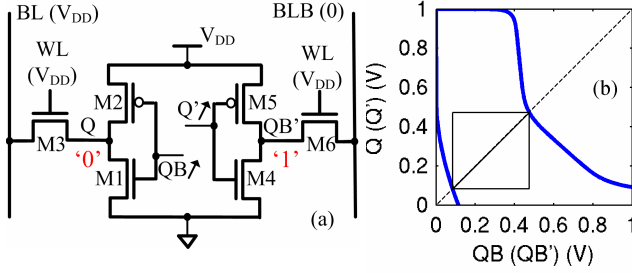 BL (VDD)
BLB (0)
WL
(VDD)
VDD
WL
(VDD)
M2
Q'
M5
Q
QB'
M3
'0'
QB
'1'
M6
M1
M4
(a)
1
0.8
0.6
0.4
0.2
0
Q (Q') (V)
(b)
0 0.2 0.4 0.6 0.8 1
QB (QB') (V)